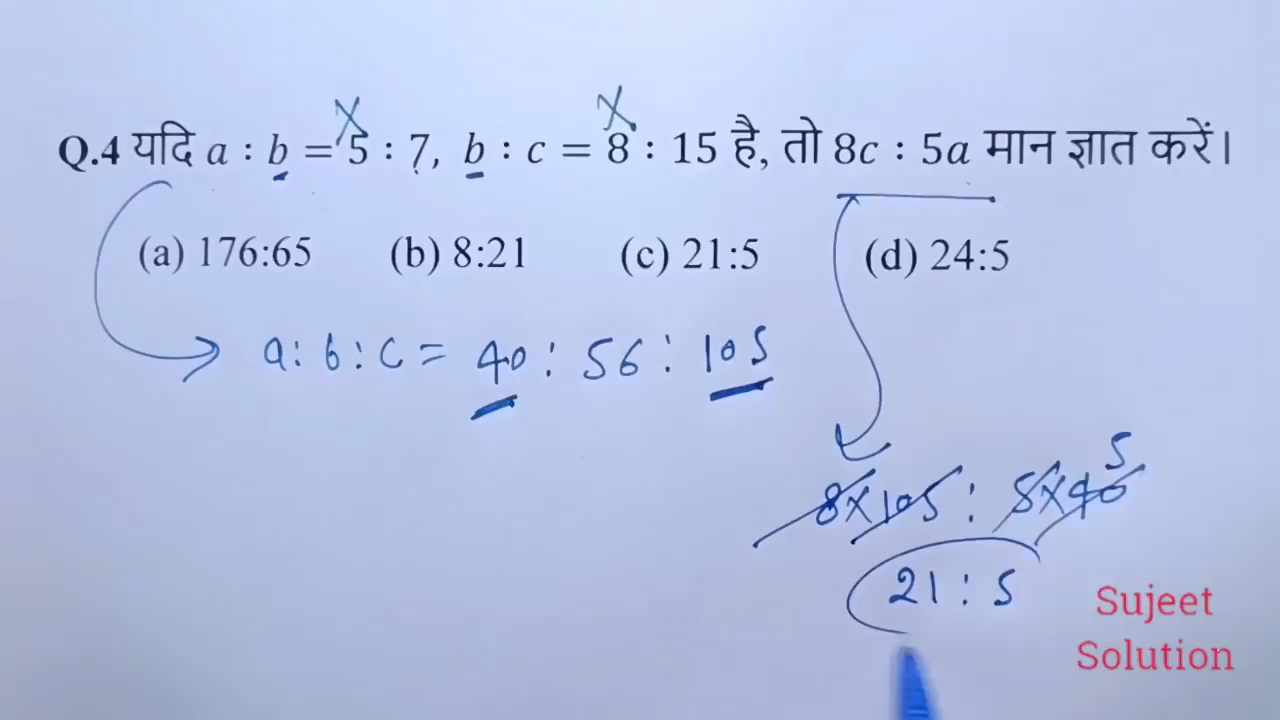 Q.4 यदि a : b = 5 : 7, b : c = 8 : 15 है, तो 8c : 5a मान ज्ञात करें।
(a) 176:65 (b) 8:21 (c) 21:5 (d) 24:5
a : b : c = 40 : 56 : 105
5
8×105 : 5×40
21 : 5
Sujeet
Solution